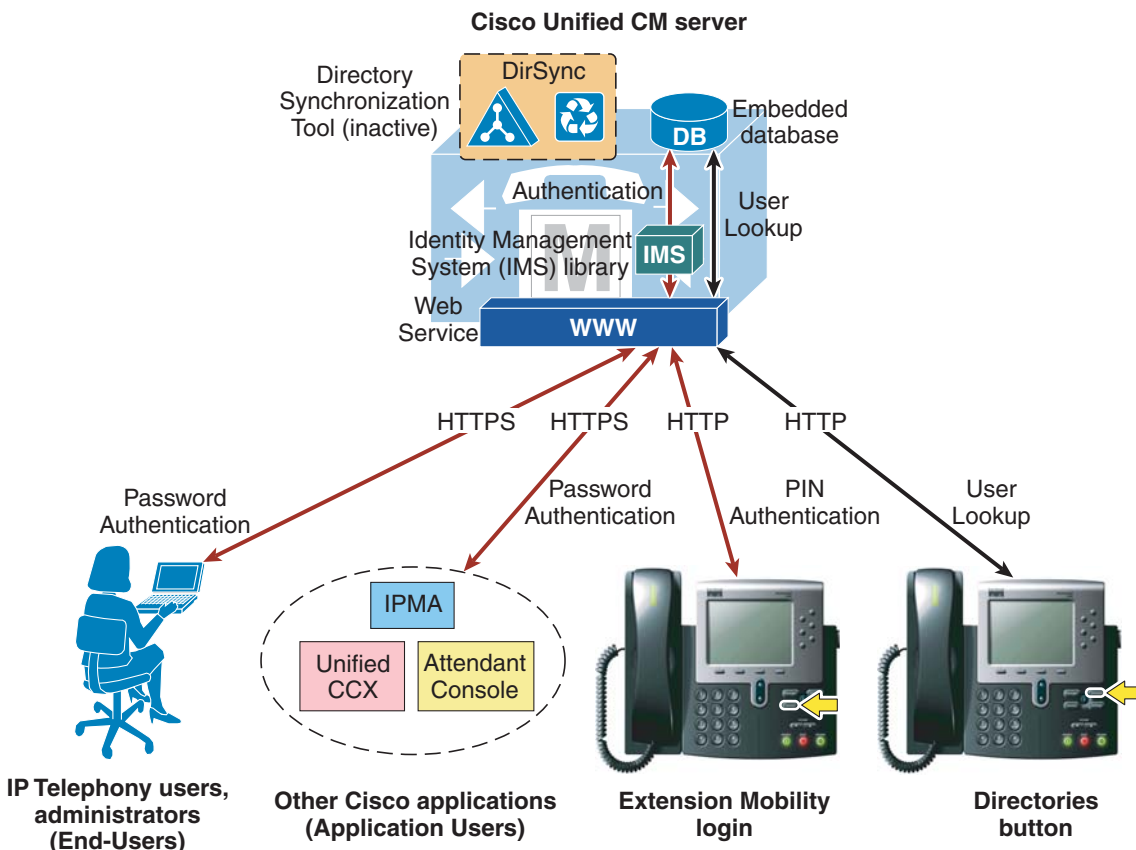 Cisco Unified CM server
Directory
Synchronization
Tool (inactive)
DirSync
DB
Embedded
database
Authentication
User
Lookup
Identity Management
System (IMS) library
IMS
M
Web
Service
WWW
HTTPS
HTTPS
HTTP
HTTP
Password
Authentication
Password
Authentication
PIN
Authentication
User
Lookup
IPMA
Unified
CCX
Attendant
Console
IP Telephony users,
administrators
(End-Users)
Other Cisco applications
(Application Users)
Extension Mobility
login
Directories
button